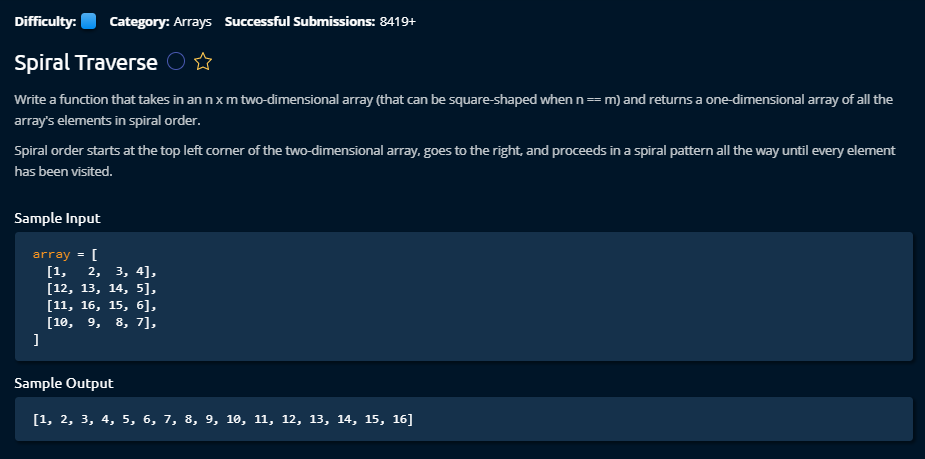 Difficulty: Category: Arrays Successful Submissions: 8419+
Spiral Traverse
Write a function that takes in an n x m two-dimensional array (that can be square-shaped when n == m) and returns a one-dimensional array of all the
array's elements in spiral order.
Spiral order starts at the top left corner of the two-dimensional array, goes to the right, and proceeds in a spiral pattern all the way until every element
has been visited.
Sample Input
array = [
[1, 2, 3, 4],
[12, 13, 14, 5],
[11, 16, 15, 6],
[10, 9, 8, 7],
]
Sample Output
[1, 2, 3, 4, 5, 6, 7, 8, 9, 10, 11, 12, 13, 14, 15, 16]